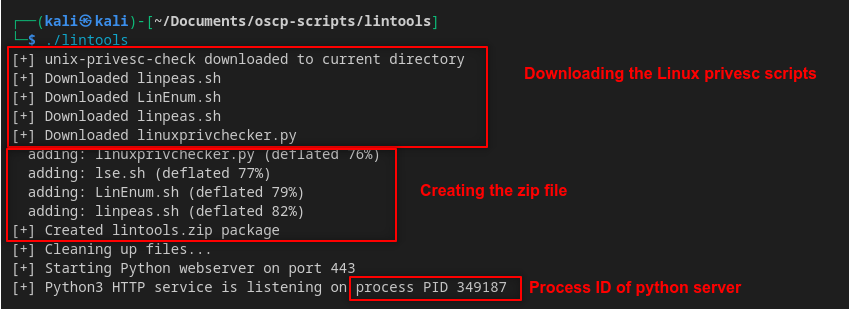 ┌──(kali㉿kali)-[~/Documents/oscp-scripts/lintools]
└─$ ./lintools
[+] unix-privesc-check downloaded to current directory
[+] Downloaded linpeas.sh
[+] Downloaded LinEnum.sh
[+] Downloaded linpeas.sh
[+] Downloaded linuxprivchecker.py
Downloading the Linux privesc scripts
adding: linuxprivchecker.py (deflated 76%)
adding: lse.sh (deflated 77%)
adding: LinEnum.sh (deflated 79%)
adding: linpeas.sh (deflated 82%)
[+] Created lintools.zip package
Creating the zip file
[+] Cleaning up files...
[+] Starting Python webserver on port 443
[+] Python3 HTTP service is listening on process PID 349187
Process ID of python server